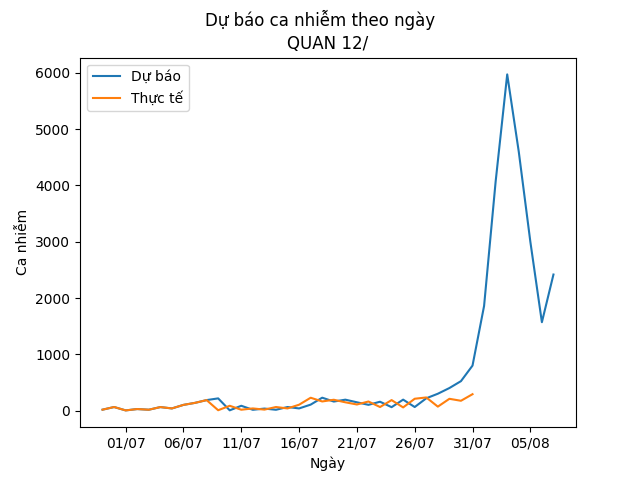 Dự báo ca nhiễm theo ngày
QUAN 12/
Dự báo
Thực tế
6000
5000
4000
3000
2000
1000
0
Ca nhiễm
01/07 06/07 11/07 16/07 21/07 26/07 31/07 05/08
Ngày